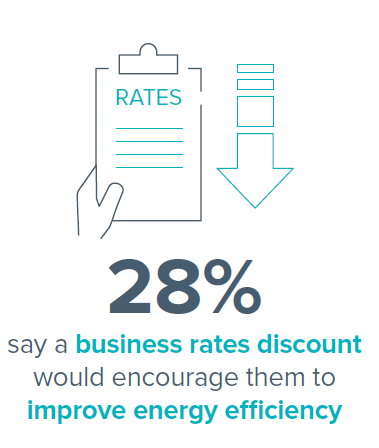 RATES
28%
say a business rates discount
would encourage them to
improve energy efficiency